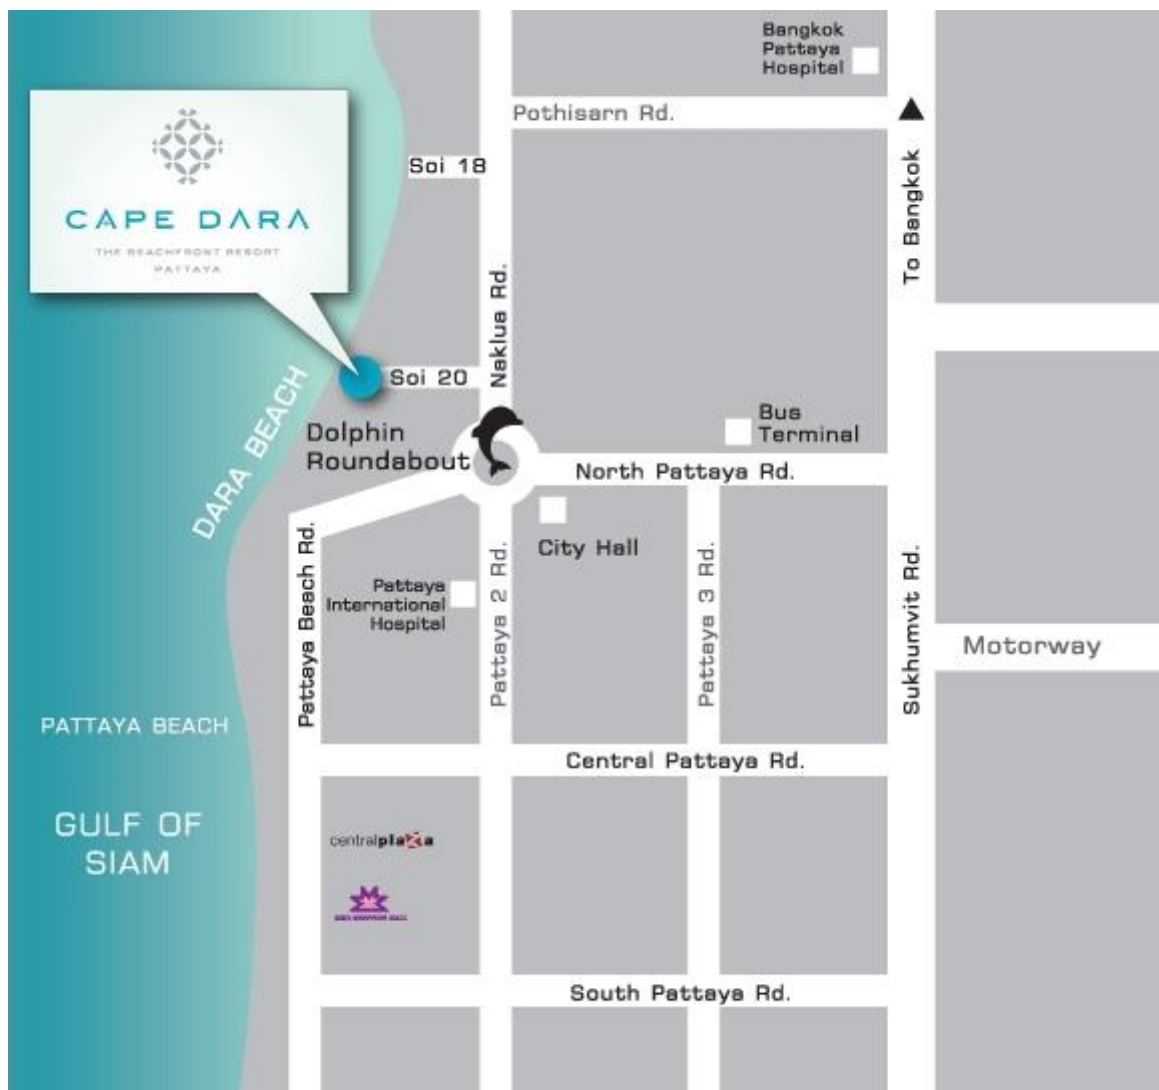 Bangkok
Pattaya
Hospital
Pothisarn Rd.
Soi 18
CAPE DARA
THE BEACHFRONT RESORT
PATTAYA
To Bangkok
Naklua Rd.
Soi 20
DARA BEACH
Dolphin
Roundabout
Bus
Terminal
North Pattaya Rd.
City Hall
Pattaya Beach Rd.
Pattaya
International
Hospital
Pattaya 2 Rd.
Pattaya 3 Rd.
Sukhumvit Rd.
Motorway
PATTAYA BEACH
Central Pattaya Rd.
GULF OF
SIAM
centralplaza
South Pattaya Rd.